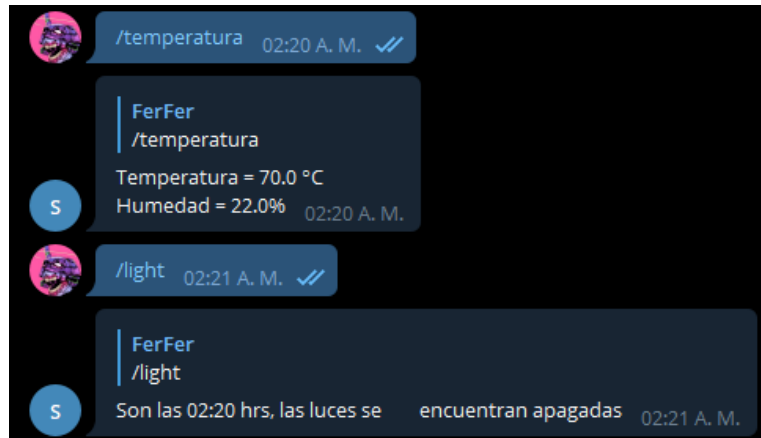 /temperatura 02:20 A. M.
FerFer
/temperatura
Temperatura = 70.0 °C
S Humedad = 22.0% 02:20 A. M.
/light 02:21 A. M.
FerFer
/light
S Son las 02:20 hrs, las luces se encuentran apagadas 02:21 A. M.